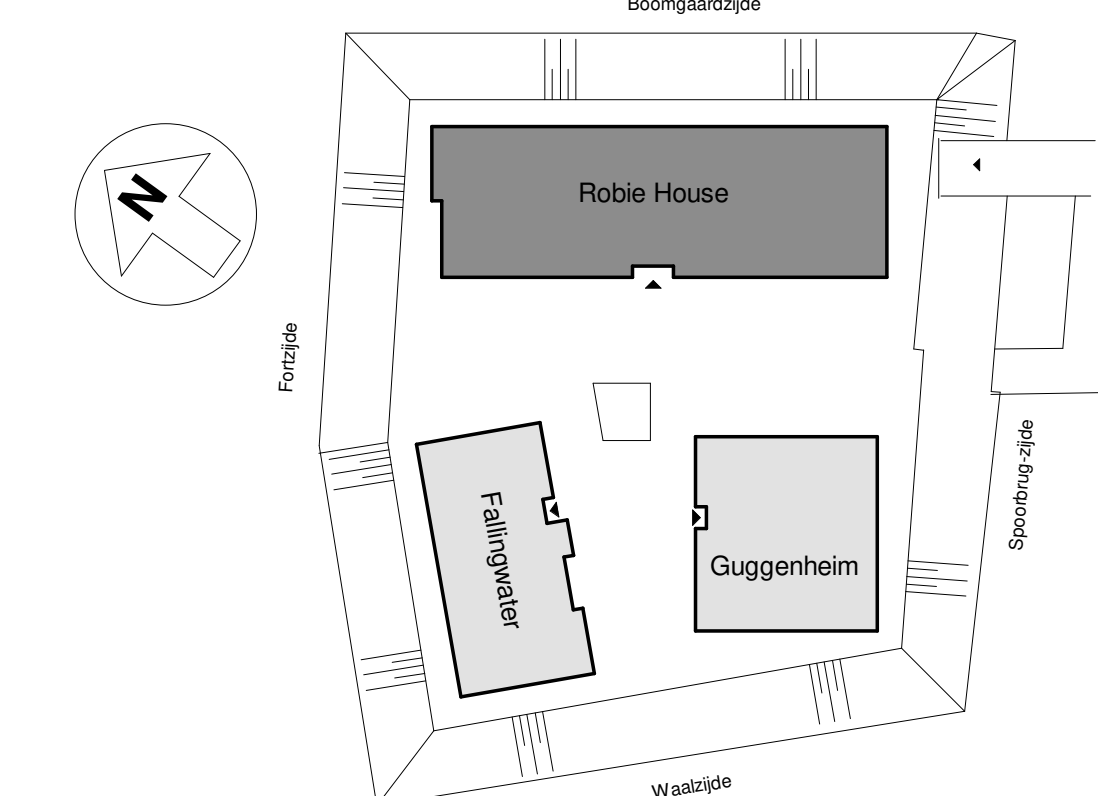 Boomgaardzijde
Robie House
N
Fortzijde
Fallingwater
Guggenheim
Spoorbrug-zijde
Waalzijde